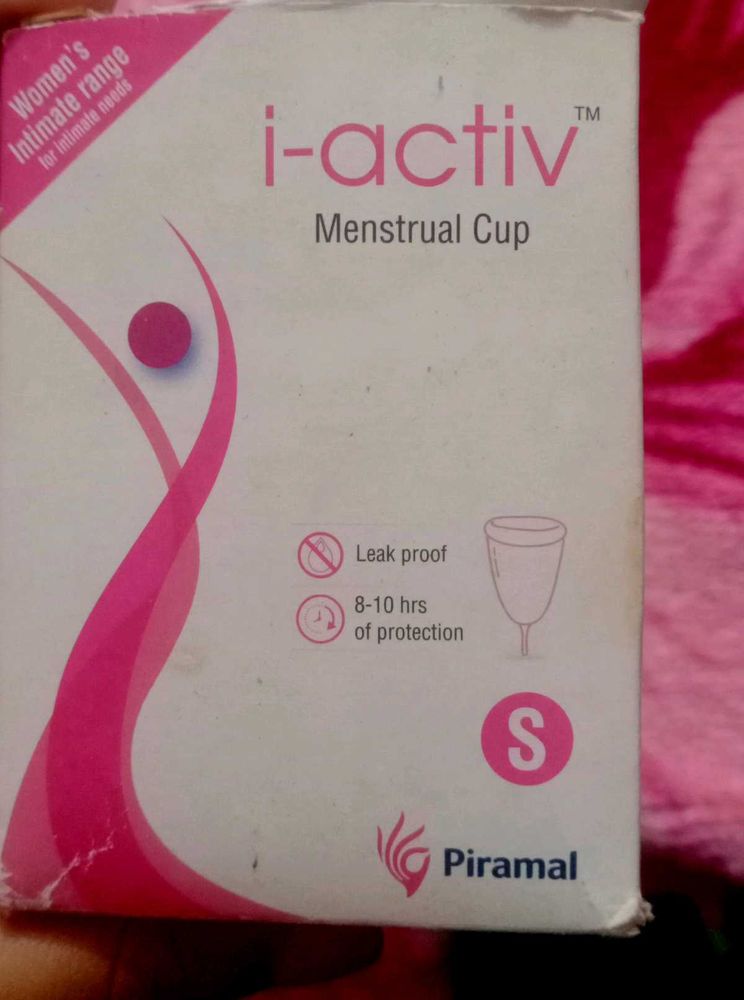 Women's
Intimate range
for intimate needs
i-activ™
Menstrual Cup
Leak proof
8-10 hrs
of protection
S
Piramal